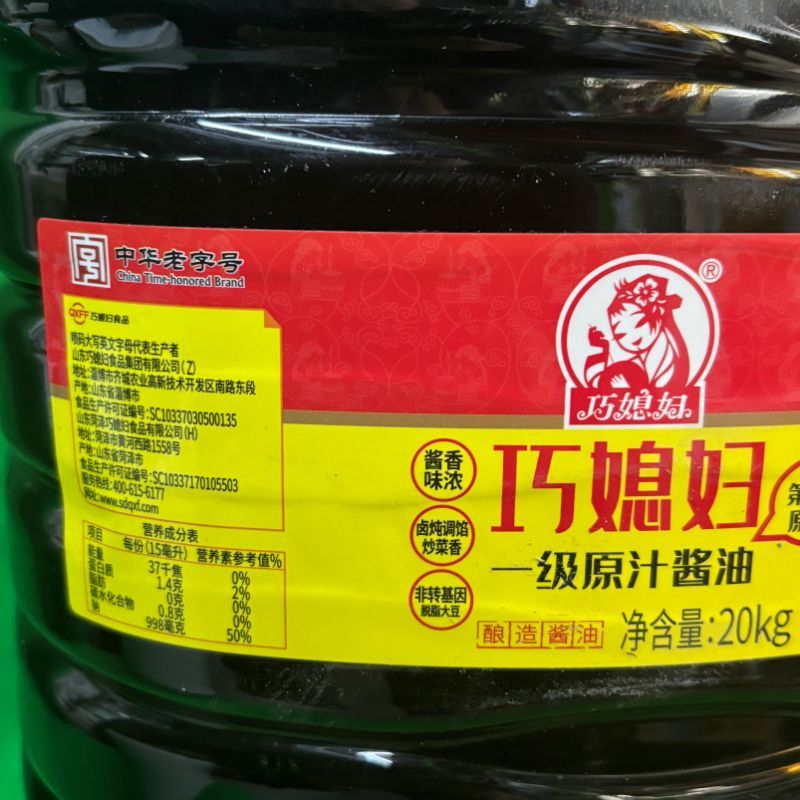 中华老字号
China Time-honored Brand
QXFF 巧媳妇食品
喷码大写英文字母代表生产者
山东巧媳妇食品集团有限公司(Z)
地址:淄博市齐城农业高新技术开发区南路东段
产地:山东省淄博市
食品生产许可证编号:SC10337030500135
山东菏泽巧媳妇食品有限公司(H)
地址:菏泽市黄河西路1558号
产地:山东省菏泽市
食品生产许可证编号:SC10337170105503
服务热线:400-615-6177
网址://www.sdqxf.com
营养成分表
项目 每份(15毫升) 营养素参考值%
能量 37千焦 0%
蛋白质 1.4克 2%
脂肪 0克 0%
碳水化合物 0.8克 0%
钠 998毫克 50%
巧媳妇
®
酱香
味浓
卤炖调馅
炒菜香
非转基因
脱脂大豆
巧媳妇
第
原
一级原汁酱油
酿造酱油
净含量:20kg